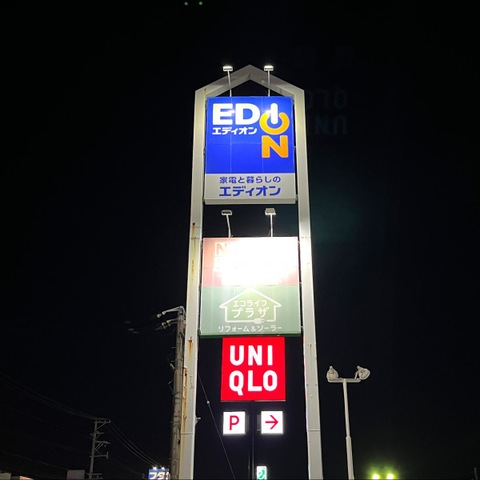 EDION
エディオン
家電と暮らしの
エディオン
エコライフ
プラザ
リフォーム&ソーラー
UNI
QLO
P →